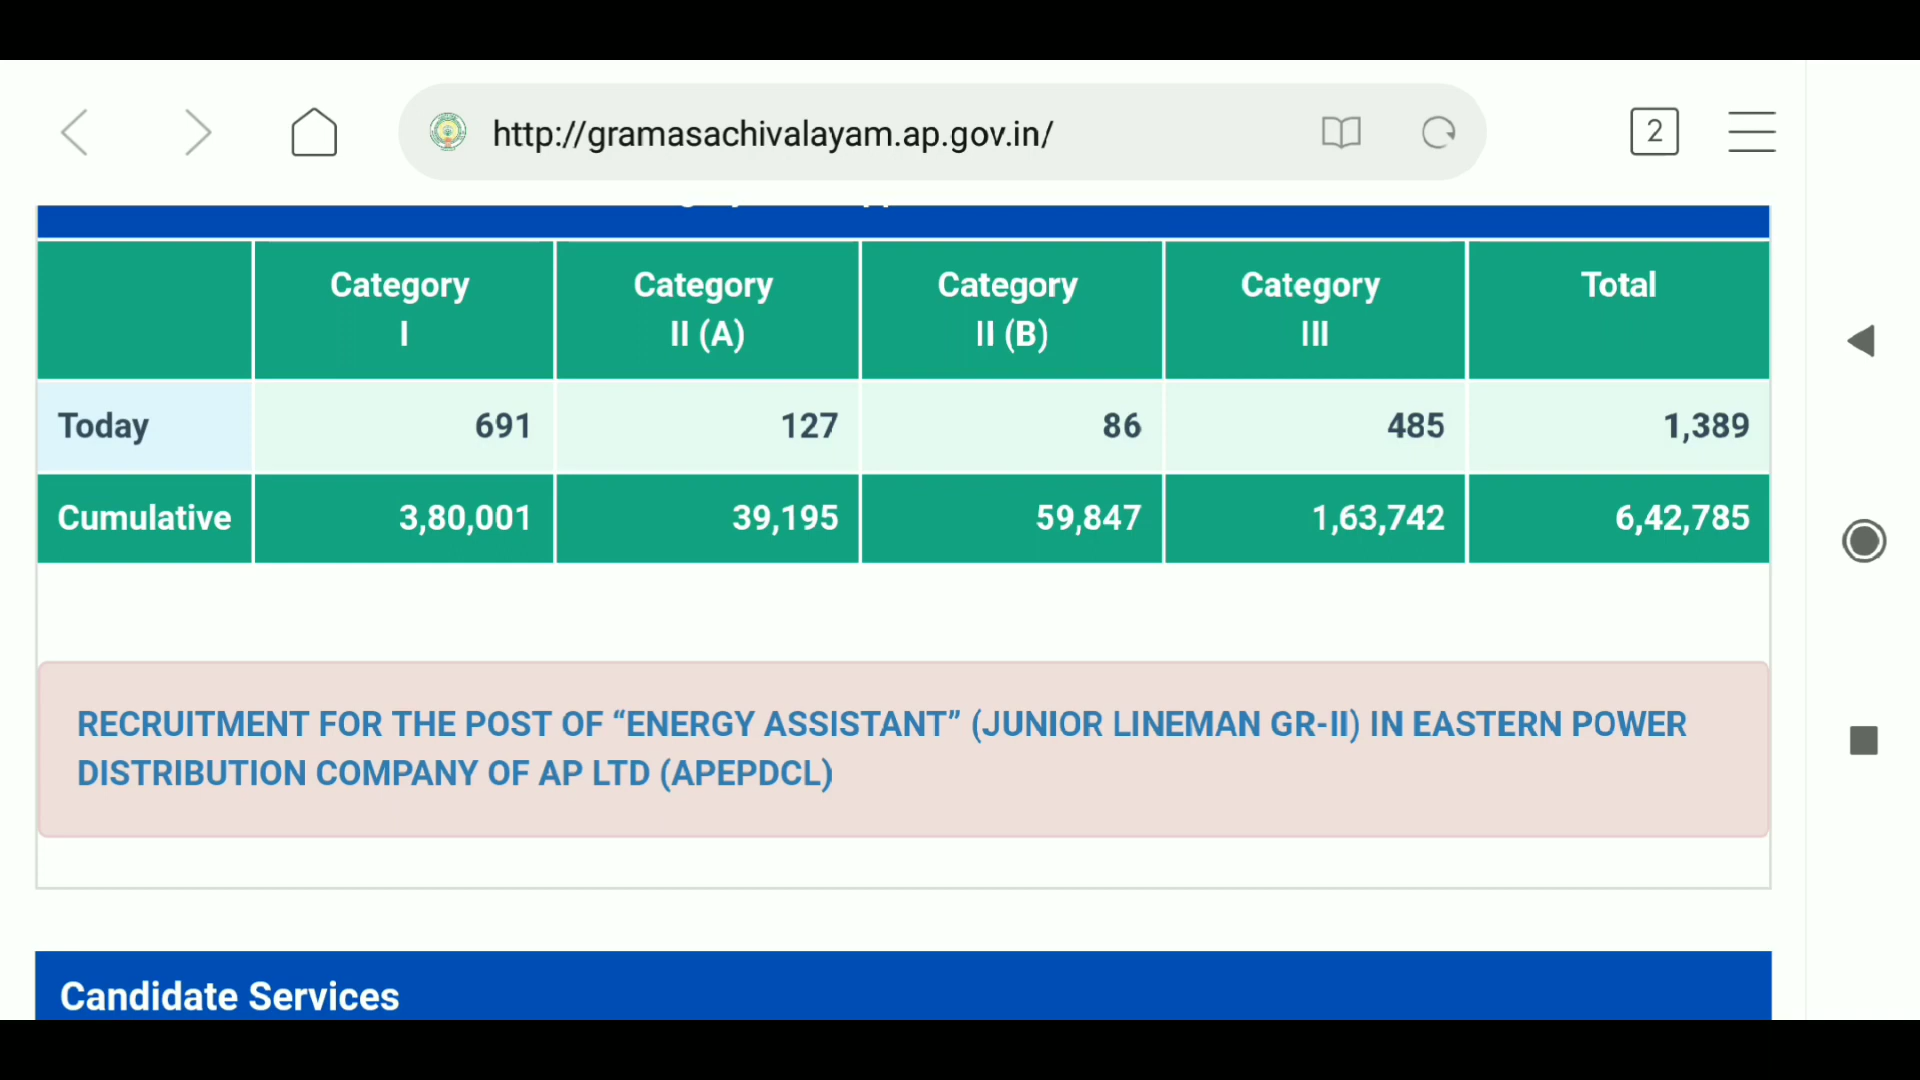 http://gramasachivalayam.ap.gov.in/
2
Category I
Category II (A)
Category II (B)
Category III
Total
Today 691 127 86 485 1,389
Cumulative 3,80,001 39,195 59,847 1,63,742 6,42,785
RECRUITMENT FOR THE POST OF “ENERGY ASSISTANT” (JUNIOR LINEMAN GR-II) IN EASTERN POWER
DISTRIBUTION COMPANY OF AP LTD (APEPDCL)
Candidate Services